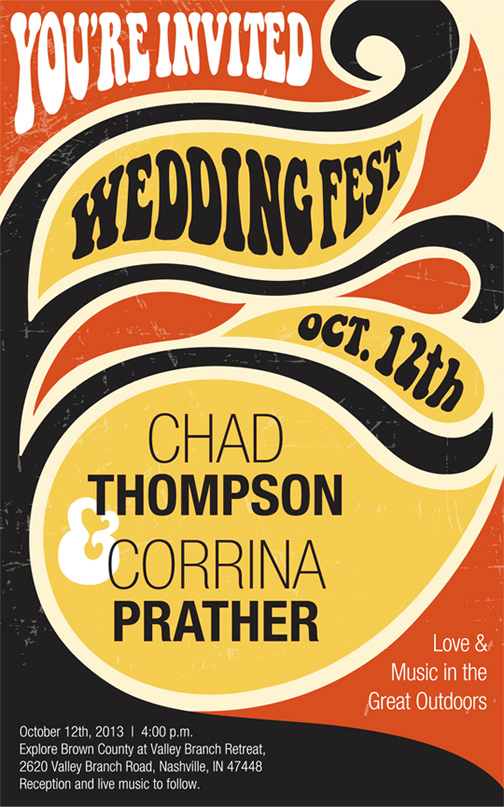 YOU'RE INVITED
WEDDING FEST
OCT. 12th
CHAD
THOMPSON
&
CORRINA
PRATHER
Love &
Music in the
Great Outdoors
October 12th, 2013 | 4:00 p.m.
Explore Brown County at Valley Branch Retreat,
2620 Valley Branch Road, Nashville, IN 47448
Reception and live music to follow.